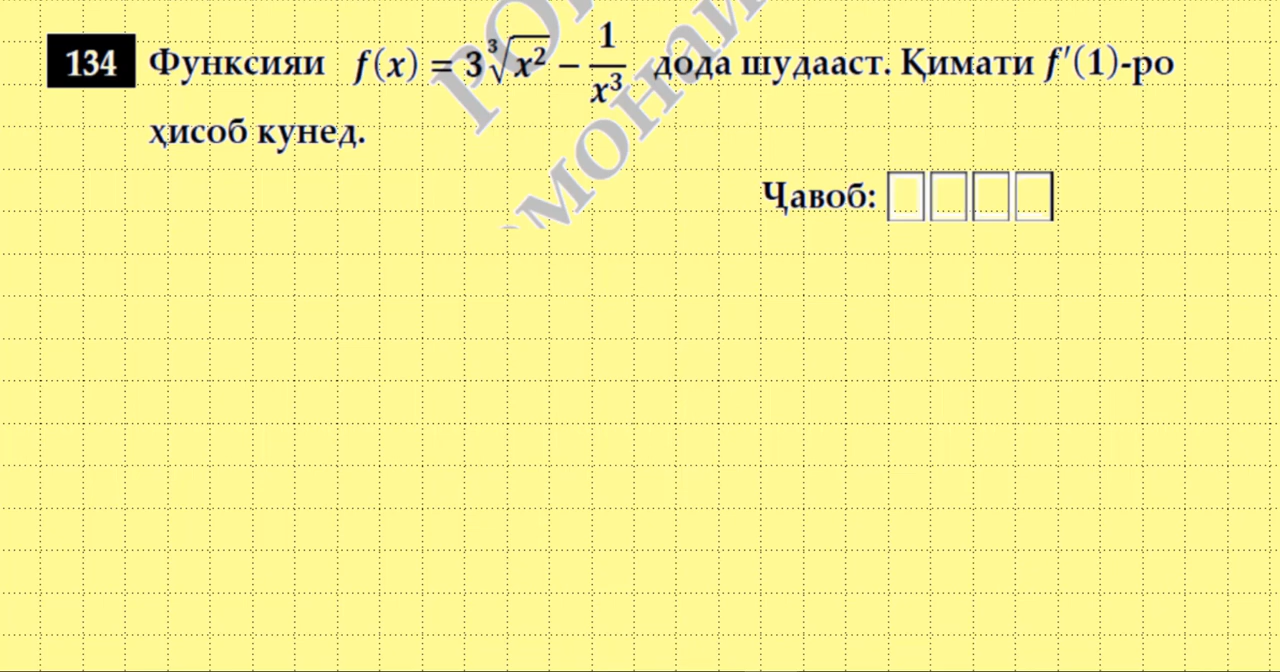 134 Функсияи f(x) = 3∛x² − 1/x³ дода шудааст. Қимати f′(1)-ро
ҳисоб кунед.
Ҷавоб: